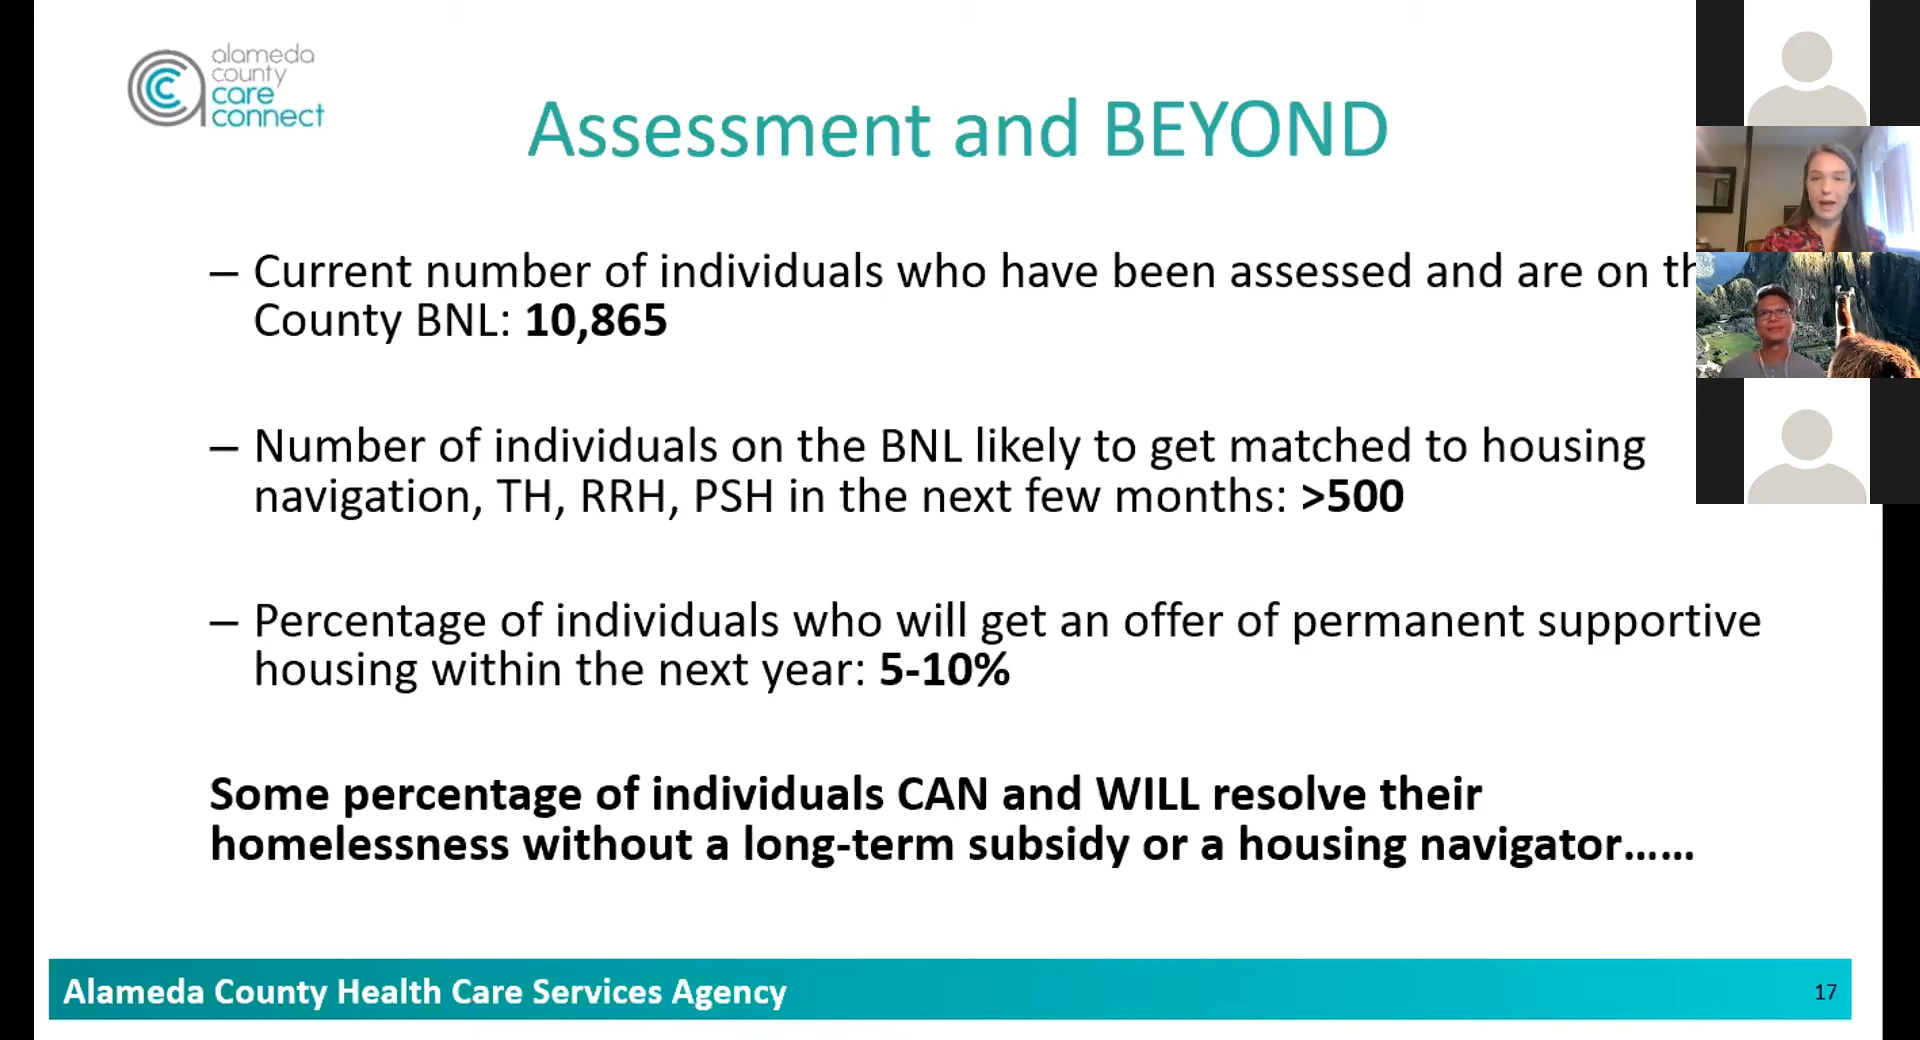 alameda
county
care
connect
Assessment and BEYOND
– Current number of individuals who have been assessed and are on
County BNL: 10,865
– Number of individuals on the BNL likely to get matched to housing
navigation, TH, RRH, PSH in the next few months: >500
– Percentage of individuals who will get an offer of permanent supportive
housing within the next year: 5-10%
Some percentage of individuals CAN and WILL resolve their
homelessness without a long-term subsidy or a housing navigator......
Alameda County Health Care Services Agency
17